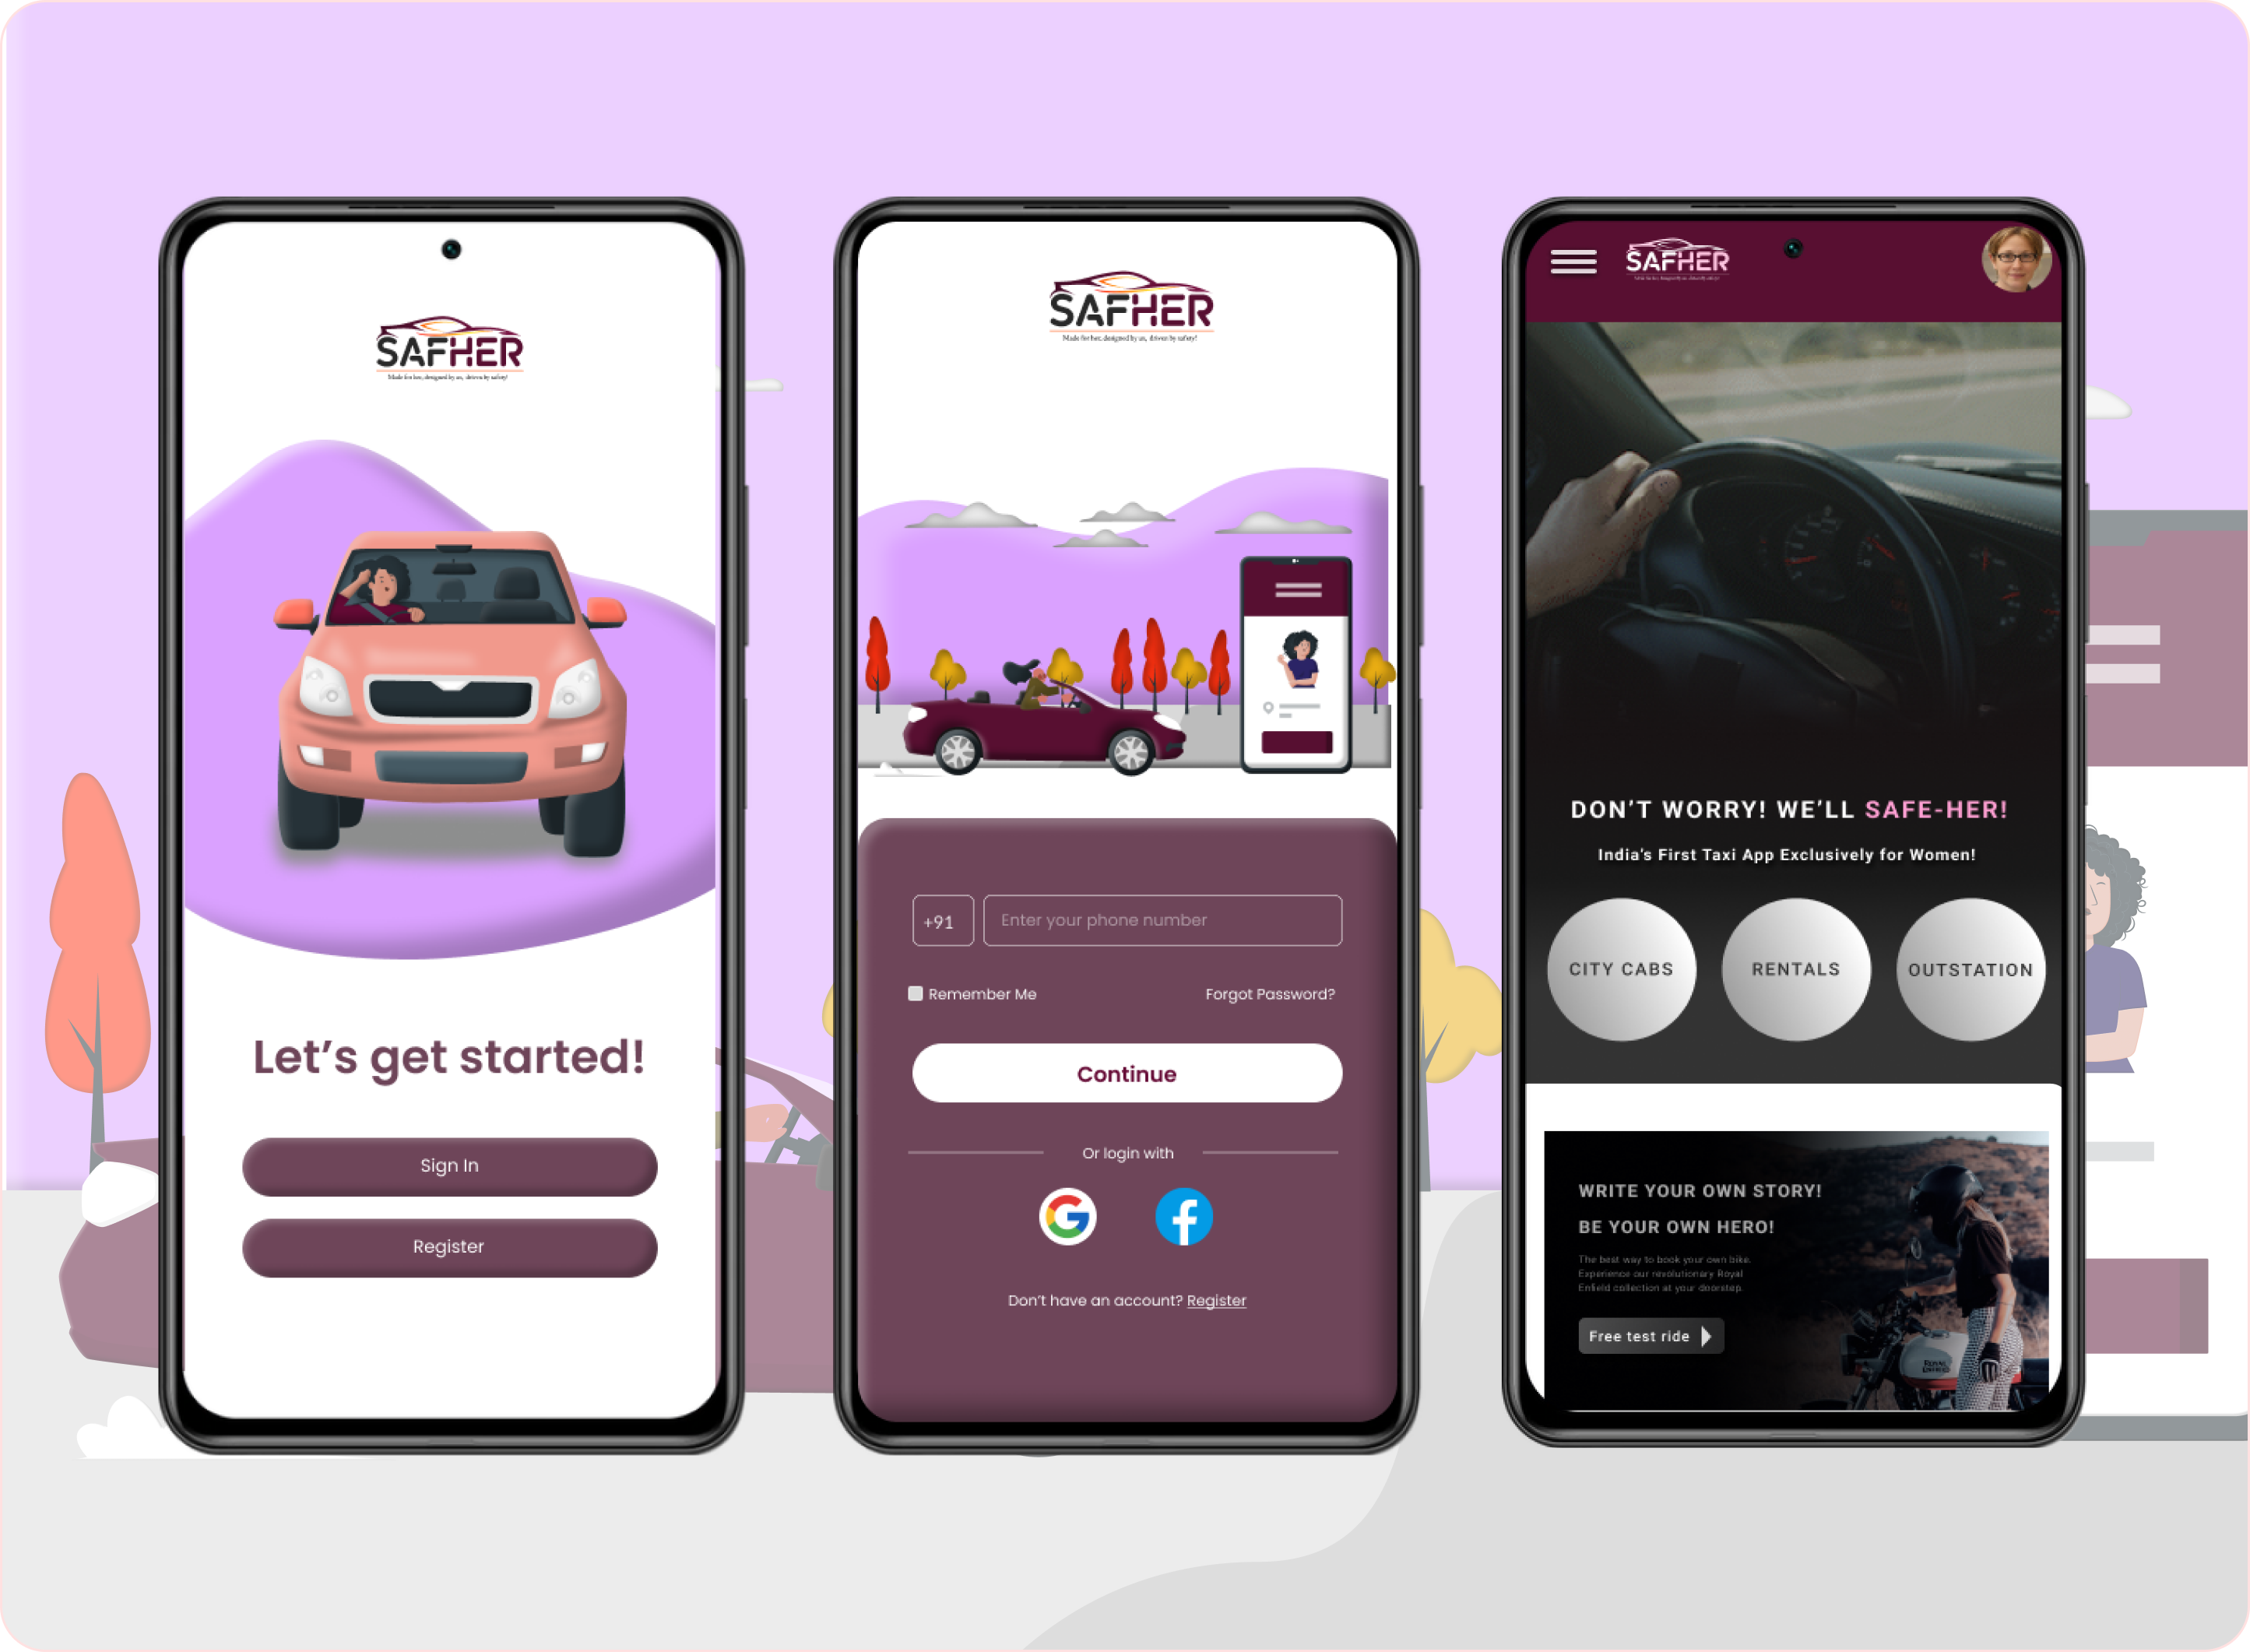 SAFHER
Made for her, designed by us, driven by safety!
Let's get started!
Sign In
Register
SAFHER
Made for her, designed by us, driven by safety!
+91
Enter your phone number
Remember Me
Forgot Password?
Continue
Or login with
Don't have an account? Register
SAFHER
DON'T WORRY! WE'LL SAFE-HER!
India's First Taxi App Exclusively for Women!
CITY CABS
RENTALS
OUTSTATION
WRITE YOUR OWN STORY!
BE YOUR OWN HERO!
The best way to book your own bike.
Experience our revolutionary Royal
Enfield collection at your doorstep.
Free test ride
ROYAL
ENFIELD